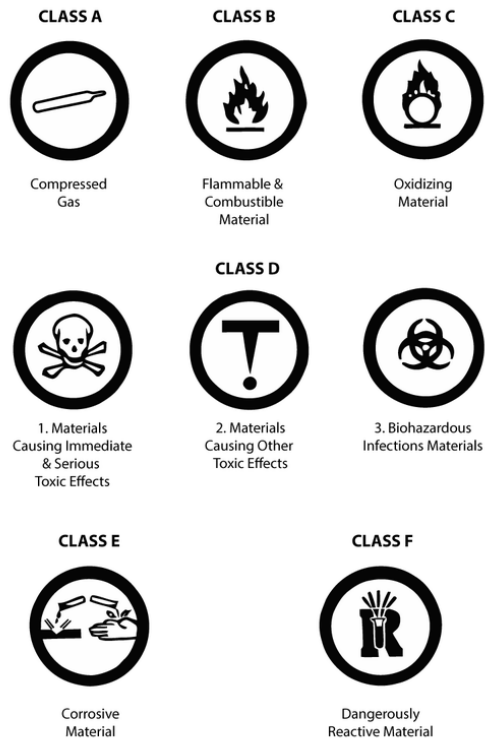 CLASS A
CLASS B
CLASS C
Compressed
Gas
Flammable &
Combustible
Material
Oxidizing
Material
CLASS D
1. Materials
Causing Immediate
& Serious
Toxic Effects
2. Materials
Causing Other
Toxic Effects
3. Biohazardous
Infections Materials
CLASS E
CLASS F
R
Corrosive
Material
Dangerously
Reactive Material